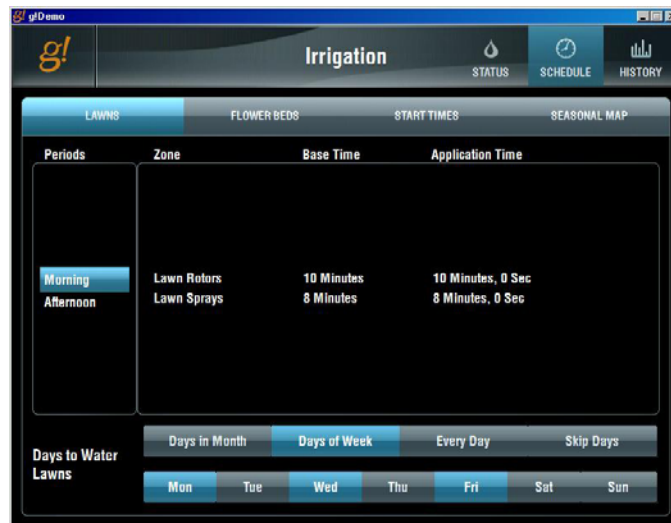 g!Demo
g!
Irrigation
STATUS
SCHEDULE
HISTORY
LAWNS
FLOWER BEDS
START TIMES
SEASONAL MAP
Periods
Zone
Base Time
Application Time
Morning
Lawn Rotors
10 Minutes
10 Minutes, 0 Sec
Afternoon
Lawn Sprays
8 Minutes
8 Minutes, 0 Sec
Days to Water
Lawns
Days in Month
Days of Week
Every Day
Skip Days
Mon
Tue
Wed
Thu
Fri
Sat
Sun